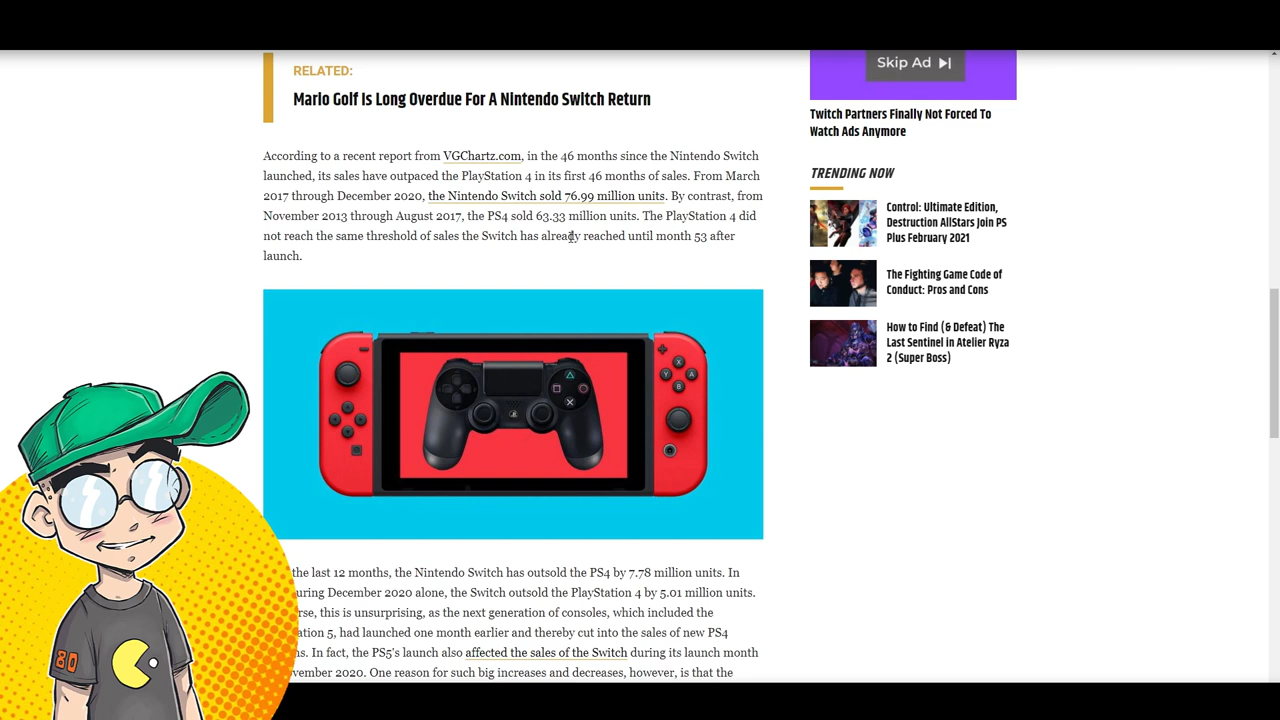 RELATED:
Mario Golf Is Long Overdue For A Nintendo Switch Return
According to a recent report from VGChartz.com, in the 46 months since the Nintendo Switch
launched, its sales have outpaced the PlayStation 4 in its first 46 months of sales. From March
2017 through December 2020, the Nintendo Switch sold 76.99 million units. By contrast, from
November 2013 through August 2017, the PS4 sold 63.33 million units. The PlayStation 4 did
not reach the same threshold of sales the Switch has already reached until month 53 after
launch.
X
Y
A
B
the last 12 months, the Nintendo Switch has outsold the PS4 by 7.78 million units. In
uring December 2020 alone, the Switch outsold the PlayStation 4 by 5.01 million units.
rse, this is unsurprising, as the next generation of consoles, which included the
ation 5, had launched one month earlier and thereby cut into the sales of new PS4
ns. In fact, the PS5's launch also affected the sales of the Switch during its launch month
vember 2020. One reason for such big increases and decreases, however, is that the
80
Skip Ad
Twitch Partners Finally Not Forced To
Watch Ads Anymore
TRENDING NOW
Control: Ultimate Edition,
Destruction AllStars Join PS
Plus February 2021
The Fighting Game Code of
Conduct: Pros and Cons
How to Find (& Defeat) The
Last Sentinel in Atelier Ryza
2 (Super Boss)